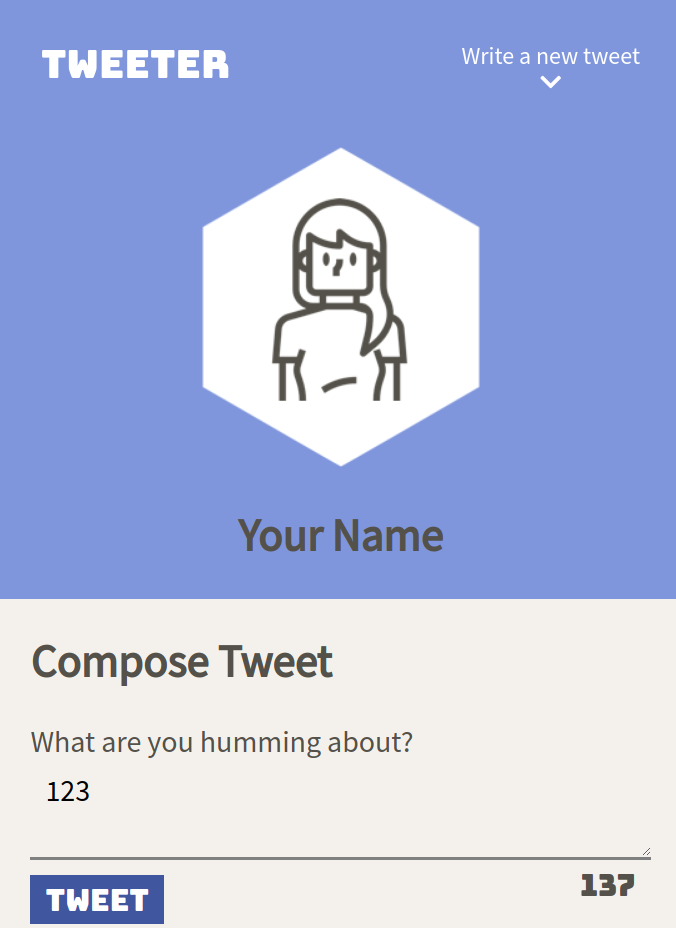 TWEETER
Write a new tweet
Your Name
Compose Tweet
What are you humming about?
123
TWEET
137